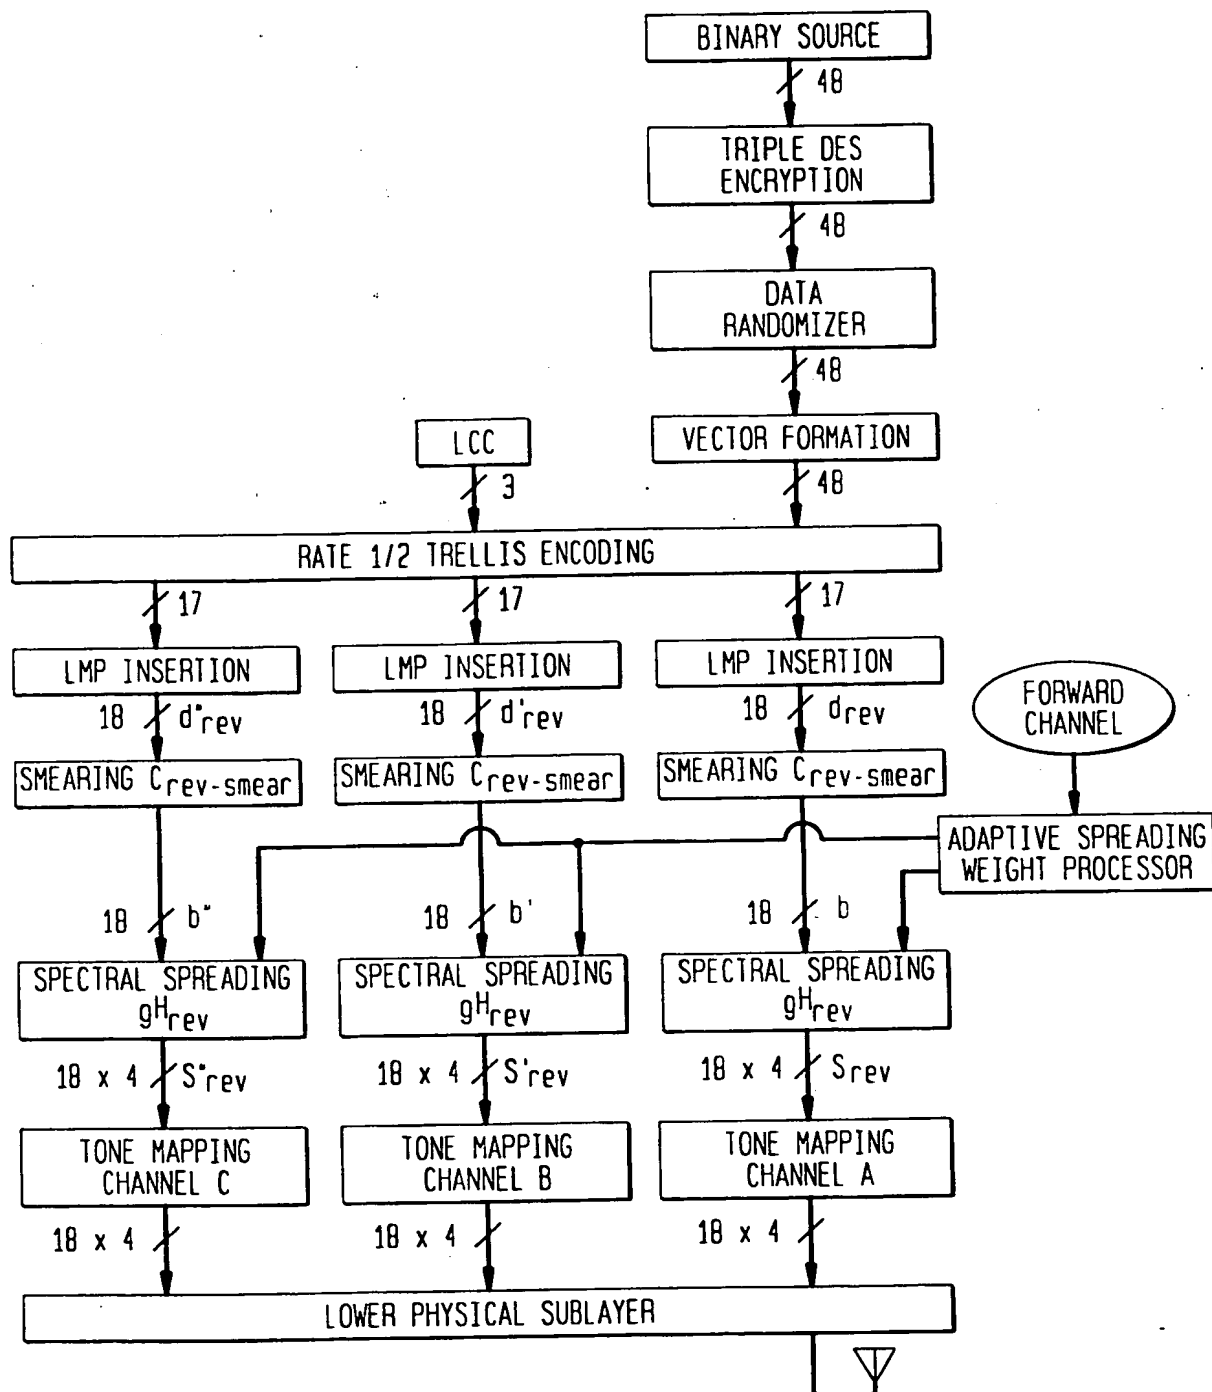 BINARY SOURCE
48
TRIPLE DES
ENCRYPTION
48
DATA
RANDOMIZER
48
LCC
VECTOR FORMATION
3
48
RATE 1/2 TRELLIS ENCODING
17
17
17
LMP INSERTION
LMP INSERTION
LMP INSERTION
FORWARD
CHANNEL
18 d"rev
18 d'rev
18 drev
SMEARING Crev-smear
SMEARING Crev-smear
SMEARING Crev-smear
ADAPTIVE SPREADING
WEIGHT PROCESSOR
18 b"
18 b'
18 b
SPECTRAL SPREADING
gHrev
SPECTRAL SPREADING
gHrev
SPECTRAL SPREADING
gHrev
18 x 4 S"rev
18 x 4 S'rev
18 x 4 Srev
TONE MAPPING
CHANNEL C
TONE MAPPING
CHANNEL B
TONE MAPPING
CHANNEL A
18 x 4
18 x 4
18 x 4
LOWER PHYSICAL SUBLAYER